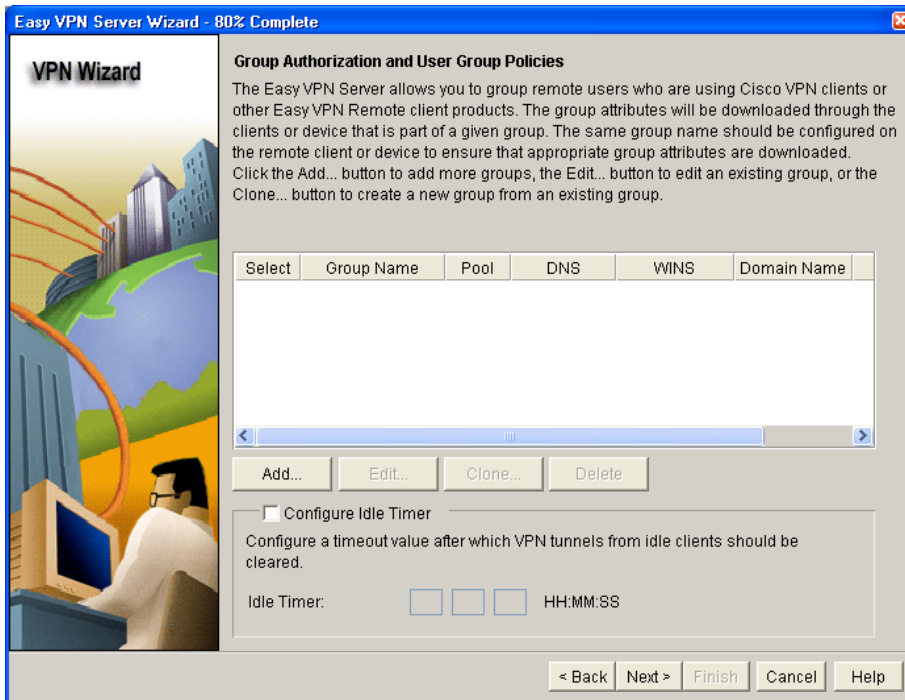 Easy VPN Server Wizard - 80% Complete
VPN Wizard
Group Authorization and User Group Policies
The Easy VPN Server allows you to group remote users who are using Cisco VPN clients or
other Easy VPN Remote client products. The group attributes will be downloaded through the
clients or device that is part of a given group. The same group name should be configured on
the remote client or device to ensure that appropriate group attributes are downloaded.
Click the Add... button to add more groups, the Edit... button to edit an existing group, or the
Clone... button to create a new group from an existing group.
Select Group Name Pool DNS WINS Domain Name
Add... Edit... Clone... Delete
Configure Idle Timer
Configure a timeout value after which VPN tunnels from idle clients should be
cleared.
Idle Timer: HH:MM:SS
< Back Next > Finish Cancel Help